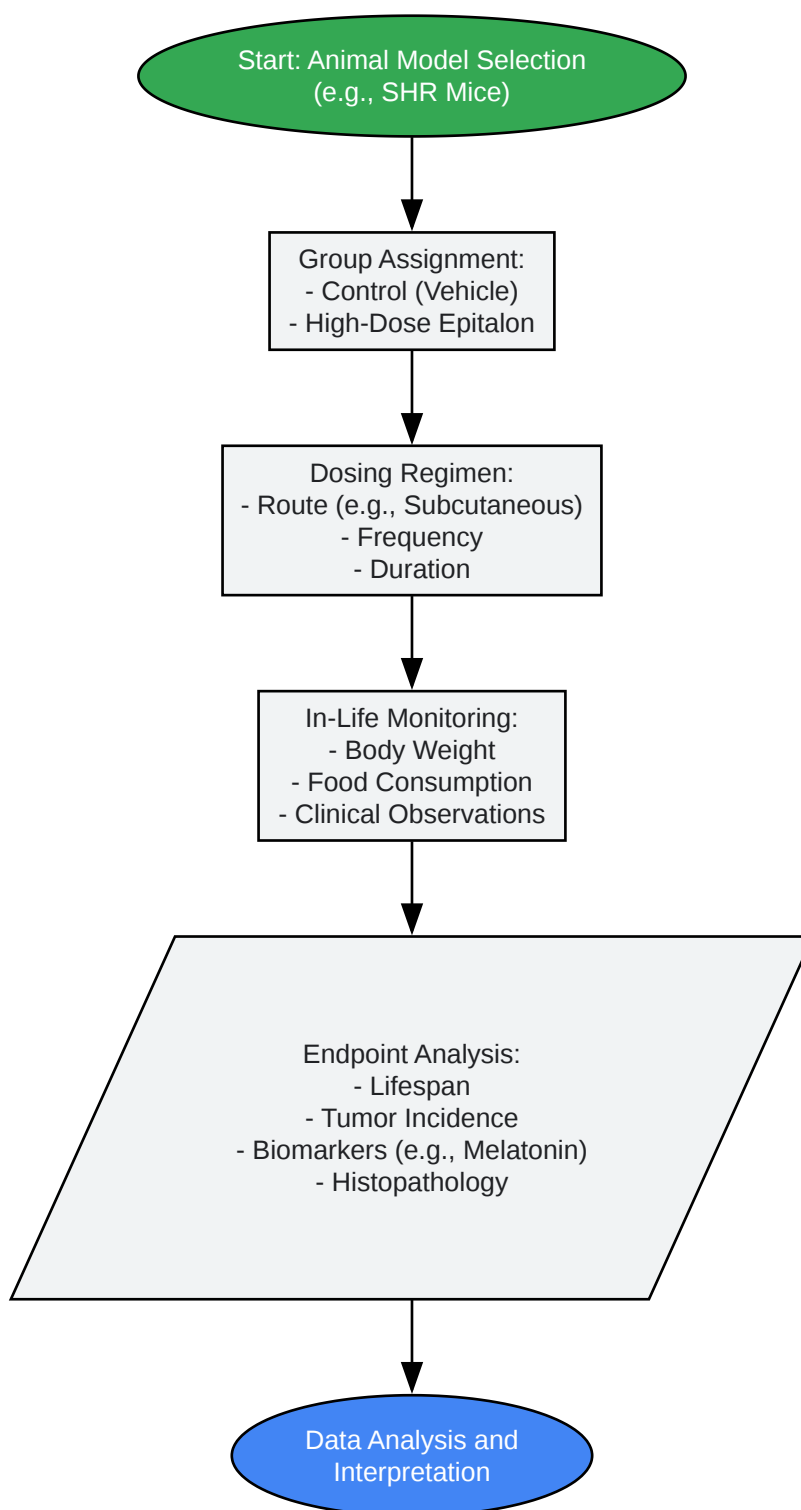 Start: Animal Model Selection
(e.g., SHR Mice)
Group Assignment:
- Control (Vehicle)
- High-Dose Epitalon
Dosing Regimen:
- Route (e.g., Subcutaneous)
- Frequency
- Duration
In-Life Monitoring:
- Body Weight
- Food Consumption
- Clinical Observations
Endpoint Analysis:
- Lifespan
- Tumor Incidence
- Biomarkers (e.g., Melatonin)
- Histopathology
Data Analysis and
Interpretation